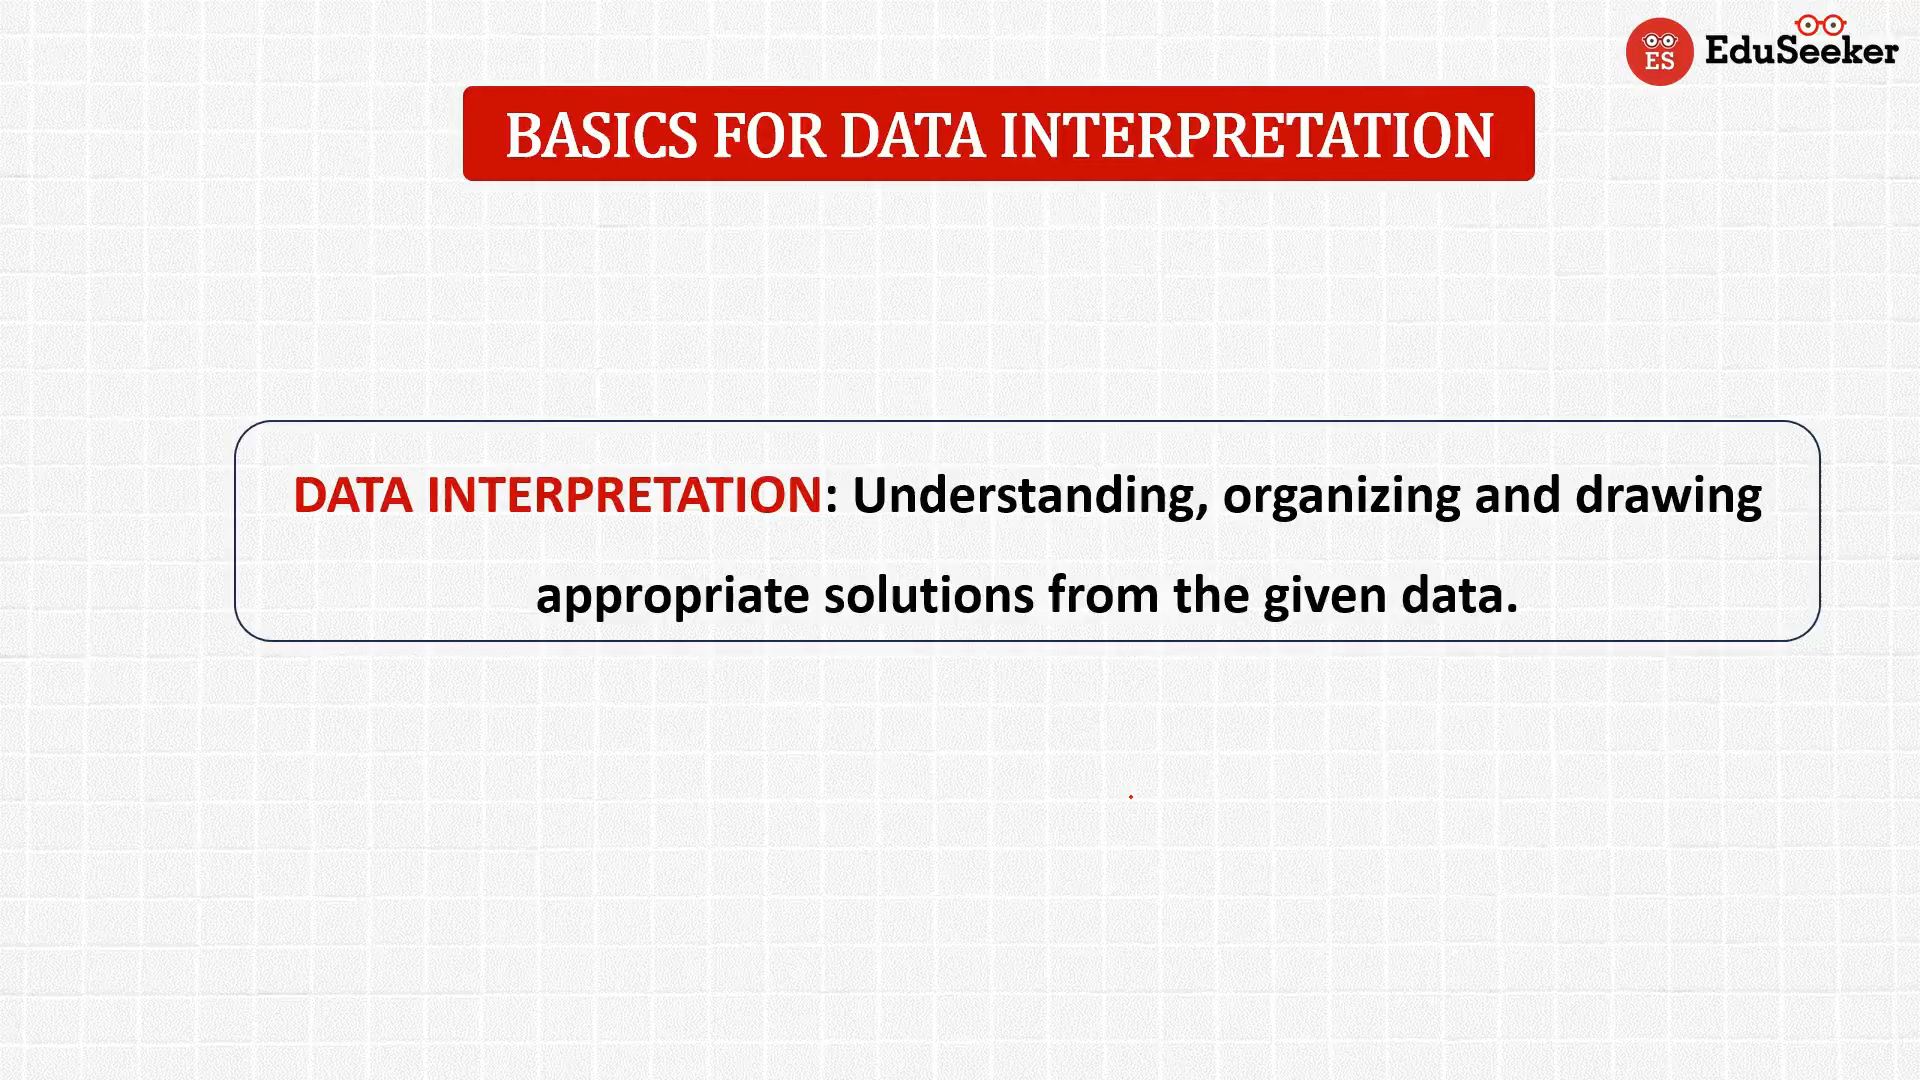 ES EduSeeker
BASICS FOR DATA INTERPRETATION
DATA INTERPRETATION: Understanding, organizing and drawing
appropriate solutions from the given data.